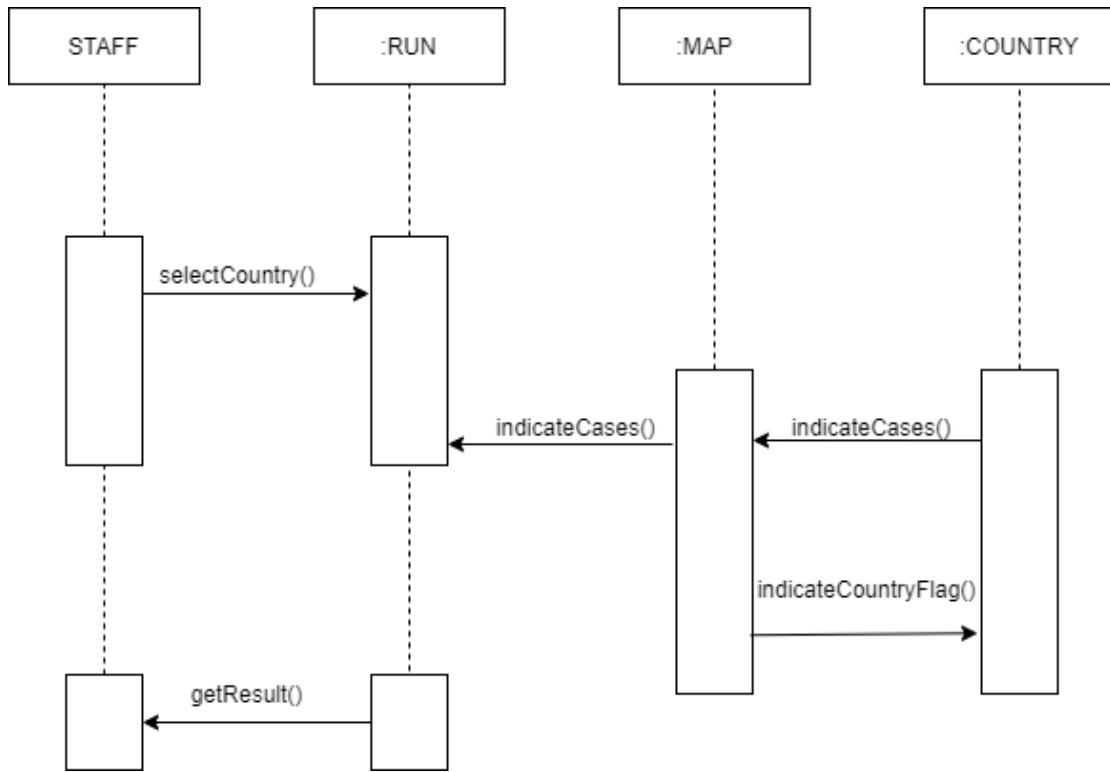 STAFF
:RUN
:MAP
:COUNTRY
selectCountry()
indicateCases()
indicateCases()
indicateCountryFlag()
getResult()